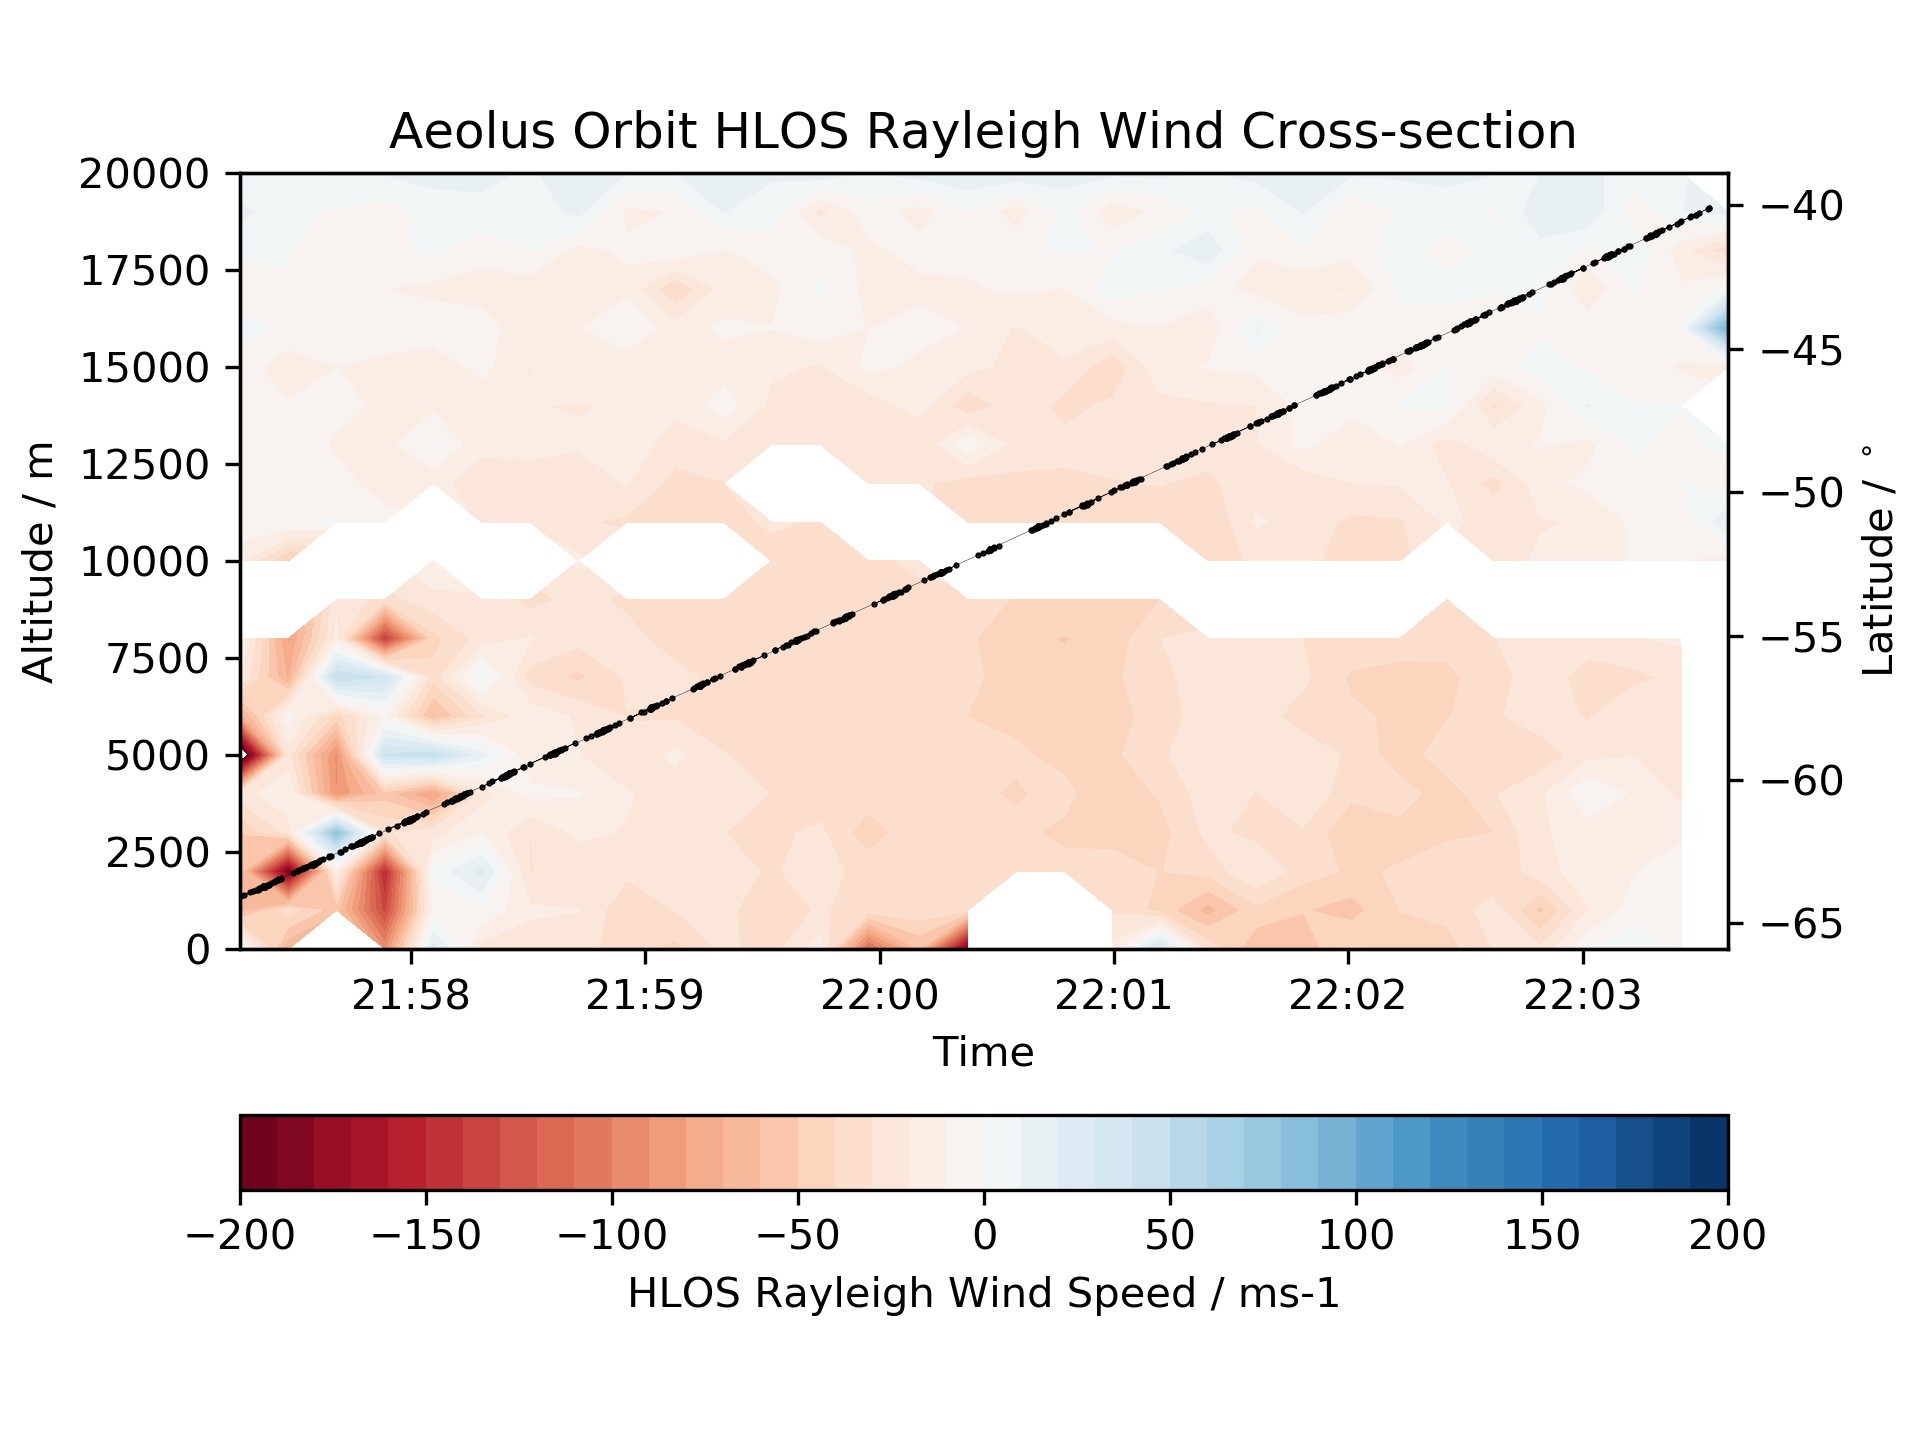 Aeolus Orbit HLOS Rayleigh Wind Cross-section
20000
17500
15000
12500
10000
7500
5000
2500
0
Altitude / m
−40
−45
−50
−55
−60
−65
Latitude / °
21:58 21:59 22:00 22:01 22:02 22:03
Time
−200 −150 −100 −50 0 50 100 150 200
HLOS Rayleigh Wind Speed / ms-1